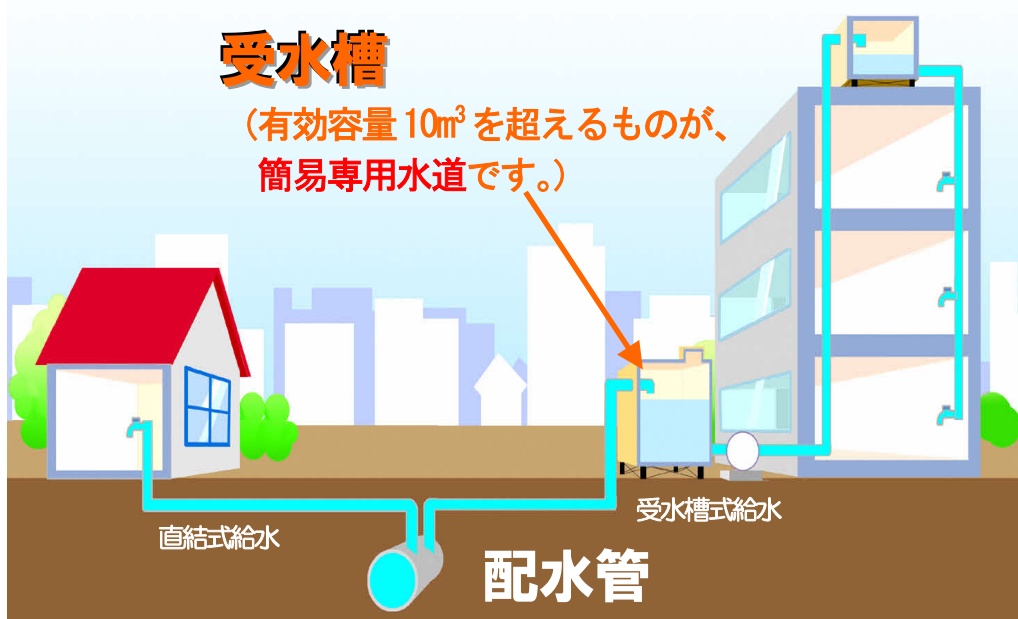 受水槽
(有効容量10m³を超えるものが、
簡易専用水道です。)
受水槽式給水
直結式給水
配水管